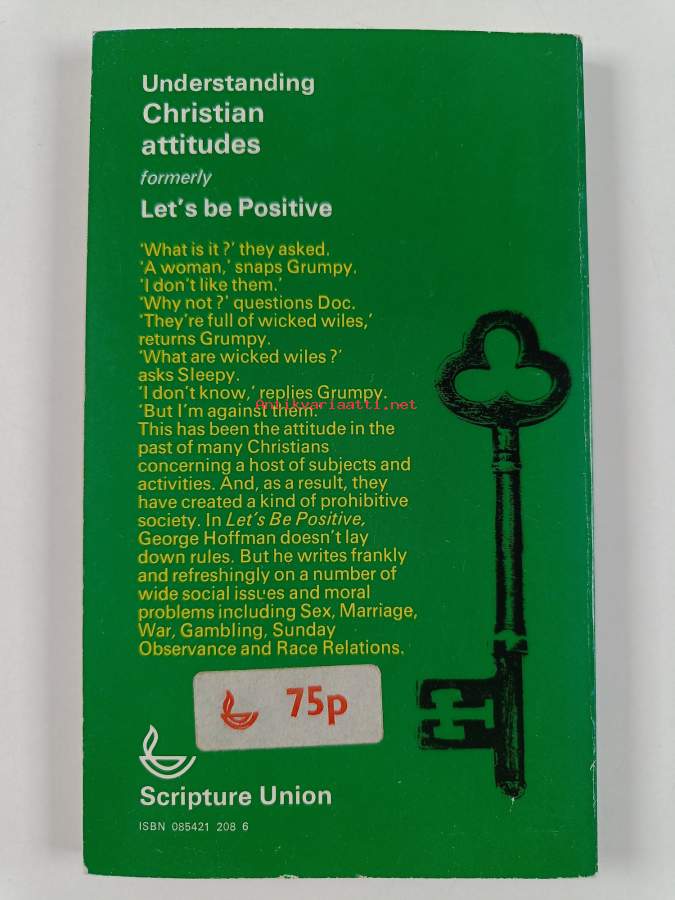 Understanding
Christian
attitudes
formerly
Let's be Positive
'What is it?' they asked.
'A woman,' snaps Grumpy.
'I don't like them.'
'Why not?' questions Doc.
'They're full of wicked wiles,'
returns Grumpy.
'What are wicked wiles?'
asks Sleepy.
'I don't know,' replies Grumpy.
'But I'm against them.'
Antikvariaatti.net
This has been the attitude in the
past of many Christians
concerning a host of subjects and
activities. And, as a result, they
have created a kind of prohibitive
society. In Let's Be Positive,
George Hoffman doesn't lay
down rules. But he writes frankly
and refreshingly on a number of
wide social issues and moral
problems including Sex, Marriage,
War, Gambling, Sunday
Observance and Race Relations.
75p
Scripture Union
ISBN 085421 208 6